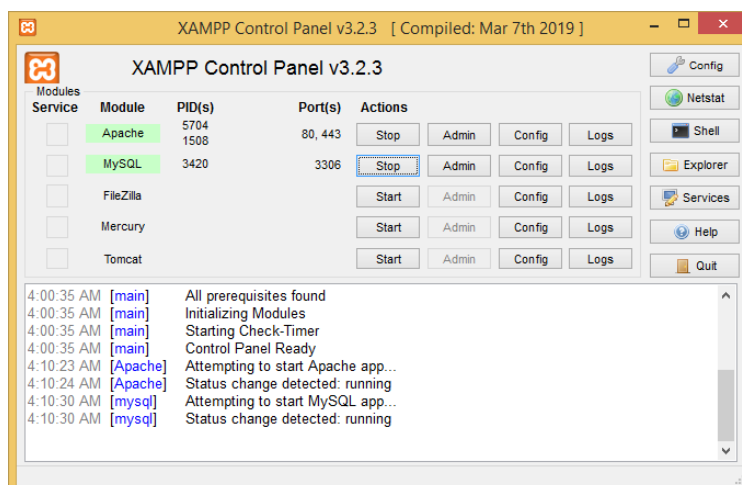 XAMPP Control Panel v3.2.3 [ Compiled: Mar 7th 2019 ]
XAMPP Control Panel v3.2.3
Config
Modules
Service Module PID(s) Port(s) Actions
Netstat
Apache 5704 1508 80, 443 Stop Admin Config Logs
Shell
MySQL 3420 3306 Stop Admin Config Logs
Explorer
FileZilla Start Admin Config Logs
Services
Mercury Start Admin Config Logs
Help
Tomcat Start Admin Config Logs
Quit
4:00:35 AM [main] All prerequisites found
4:00:35 AM [main] Initializing Modules
4:00:35 AM [main] Starting Check-Timer
4:00:35 AM [main] Control Panel Ready
4:10:23 AM [Apache] Attempting to start Apache app...
4:10:24 AM [Apache] Status change detected: running
4:10:30 AM [mysql] Attempting to start MySQL app...
4:10:30 AM [mysql] Status change detected: running